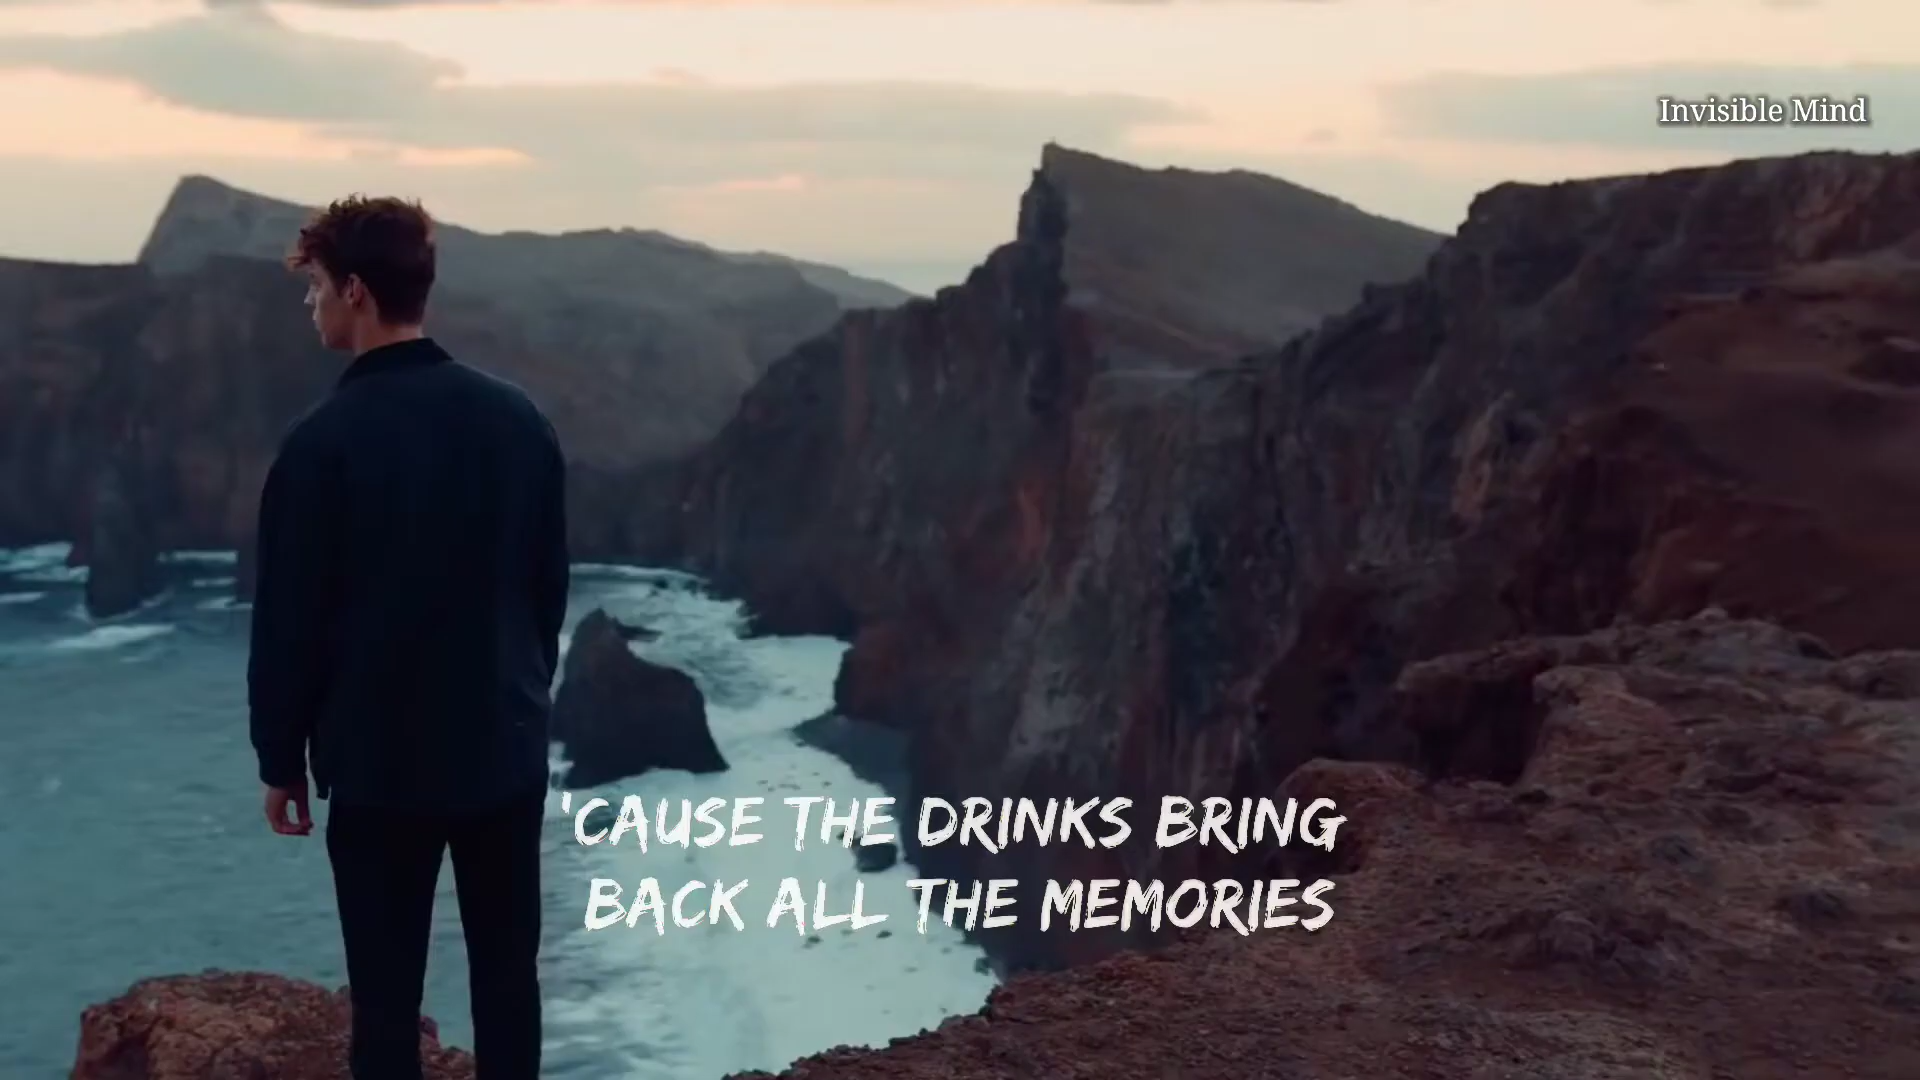 Invisible Mind
'CAUSE THE DRINKS BRING
BACK ALL THE MEMORIES